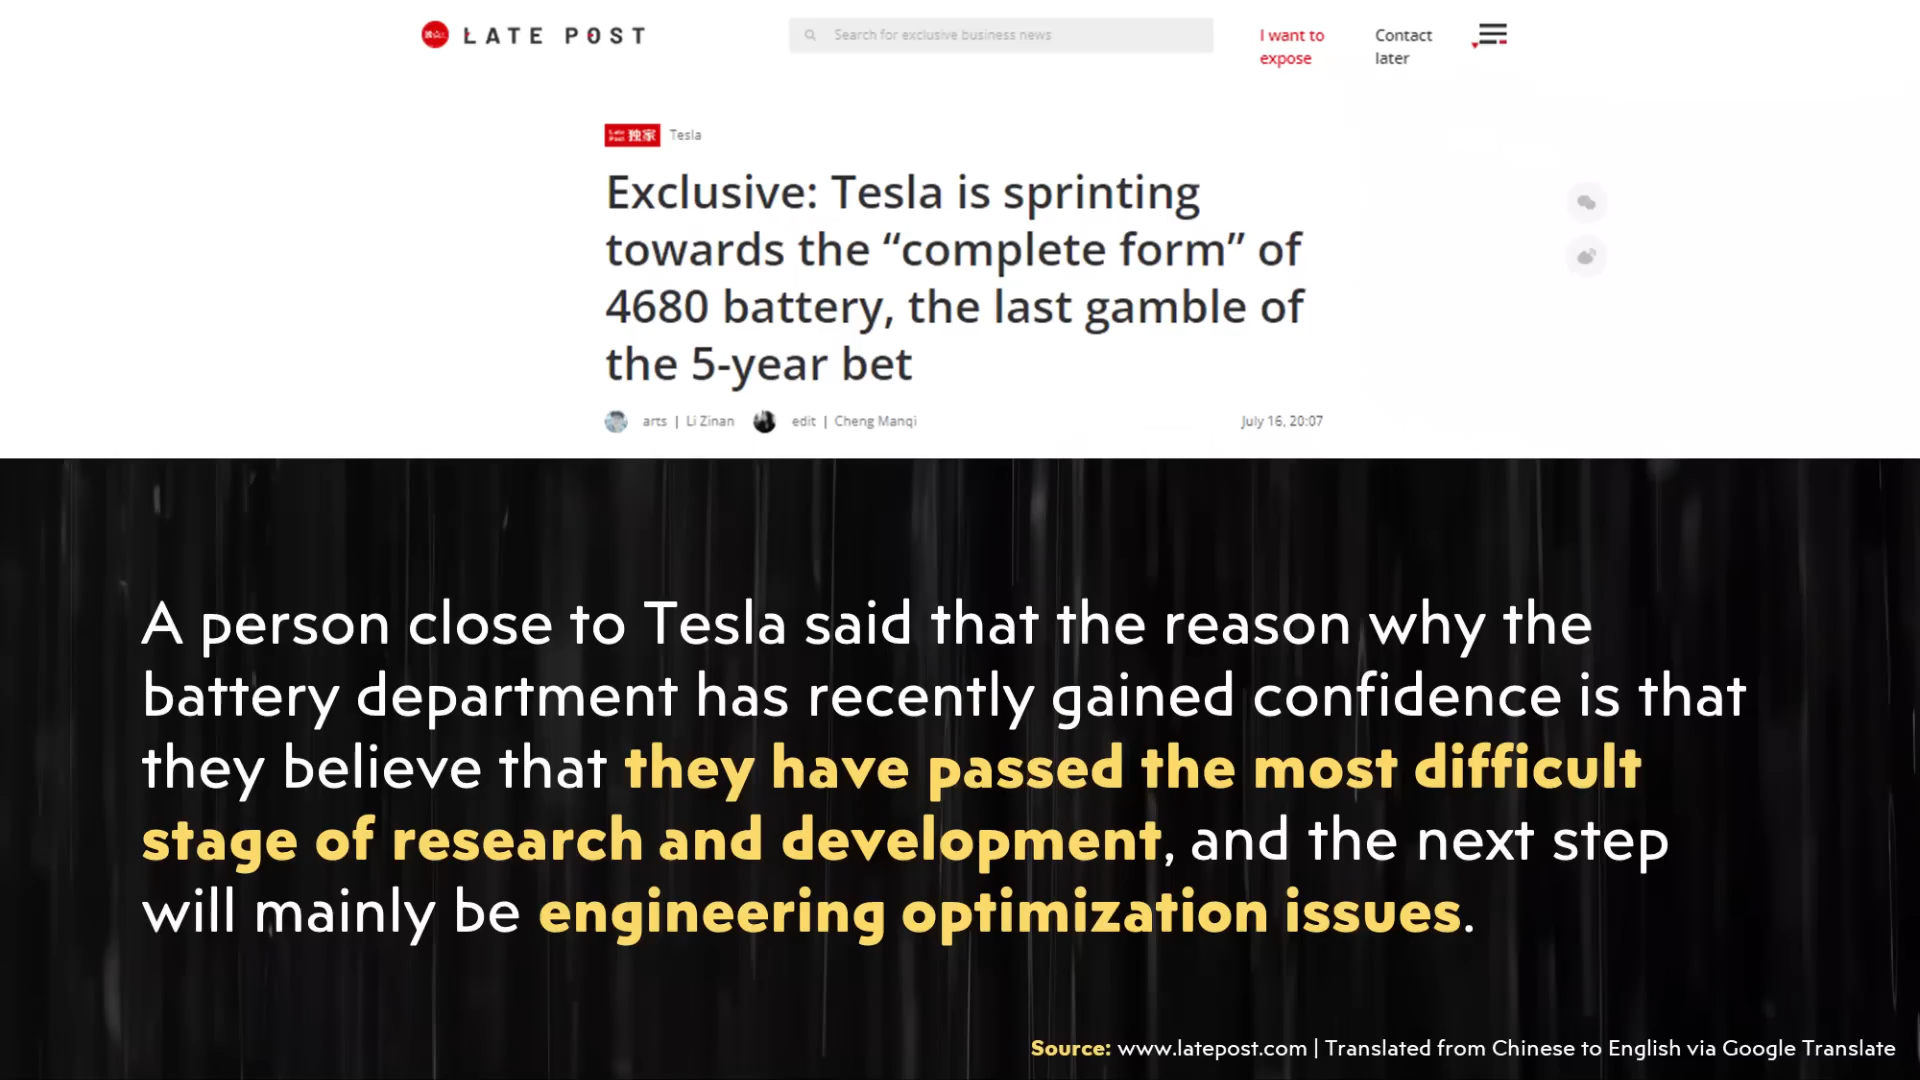 LATE POST
Search for exclusive business news
I want to
expose
Contact
later
Late
Post 独家 Tesla
Exclusive: Tesla is sprinting
towards the “complete form” of
4680 battery, the last gamble of
the 5-year bet
arts | Li Zinan edit | Cheng Manqi July 16, 20:07
A person close to Tesla said that the reason why the
battery department has recently gained confidence is that
they believe that they have passed the most difficult
stage of research and development, and the next step
will mainly be engineering optimization issues.
Source: www.latepost.com | Translated from Chinese to English via Google Translate